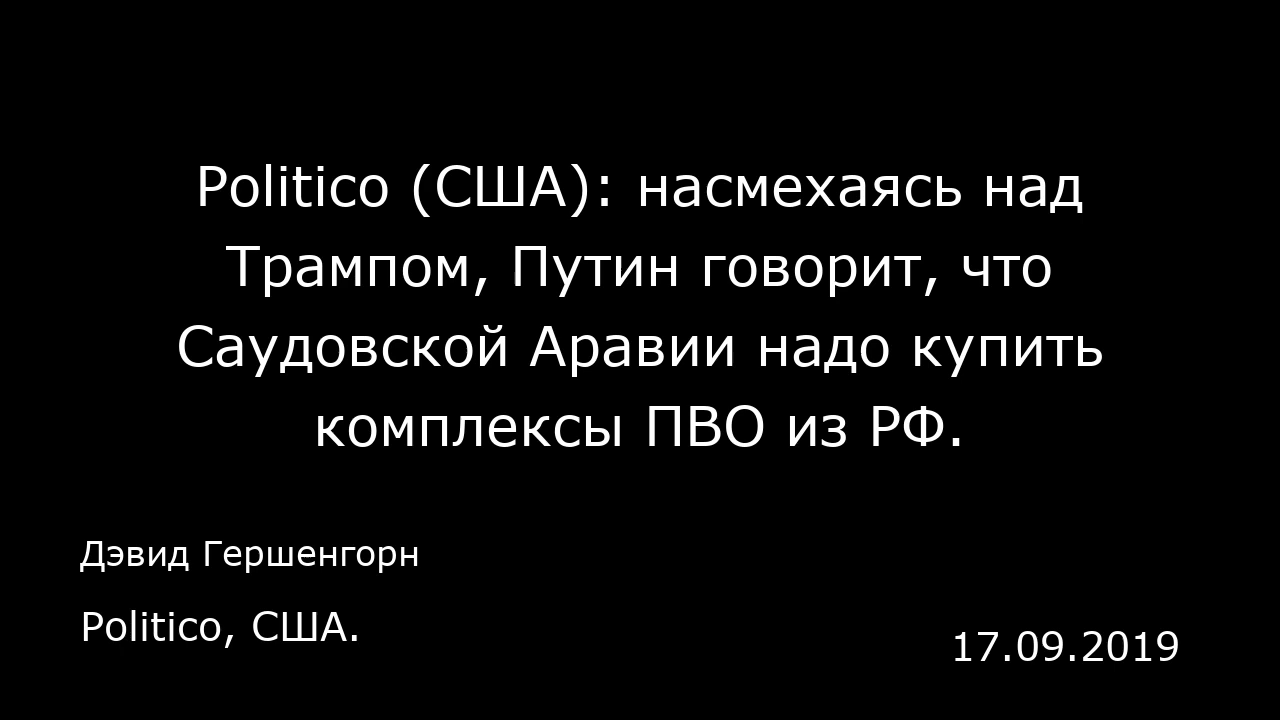 Politico (США): насмехаясь над
Трампом, Путин говорит, что
Саудовской Аравии надо купить
комплексы ПВО из РФ.
Дэвид Гершенгорн
Politico, США.
17.09.2019